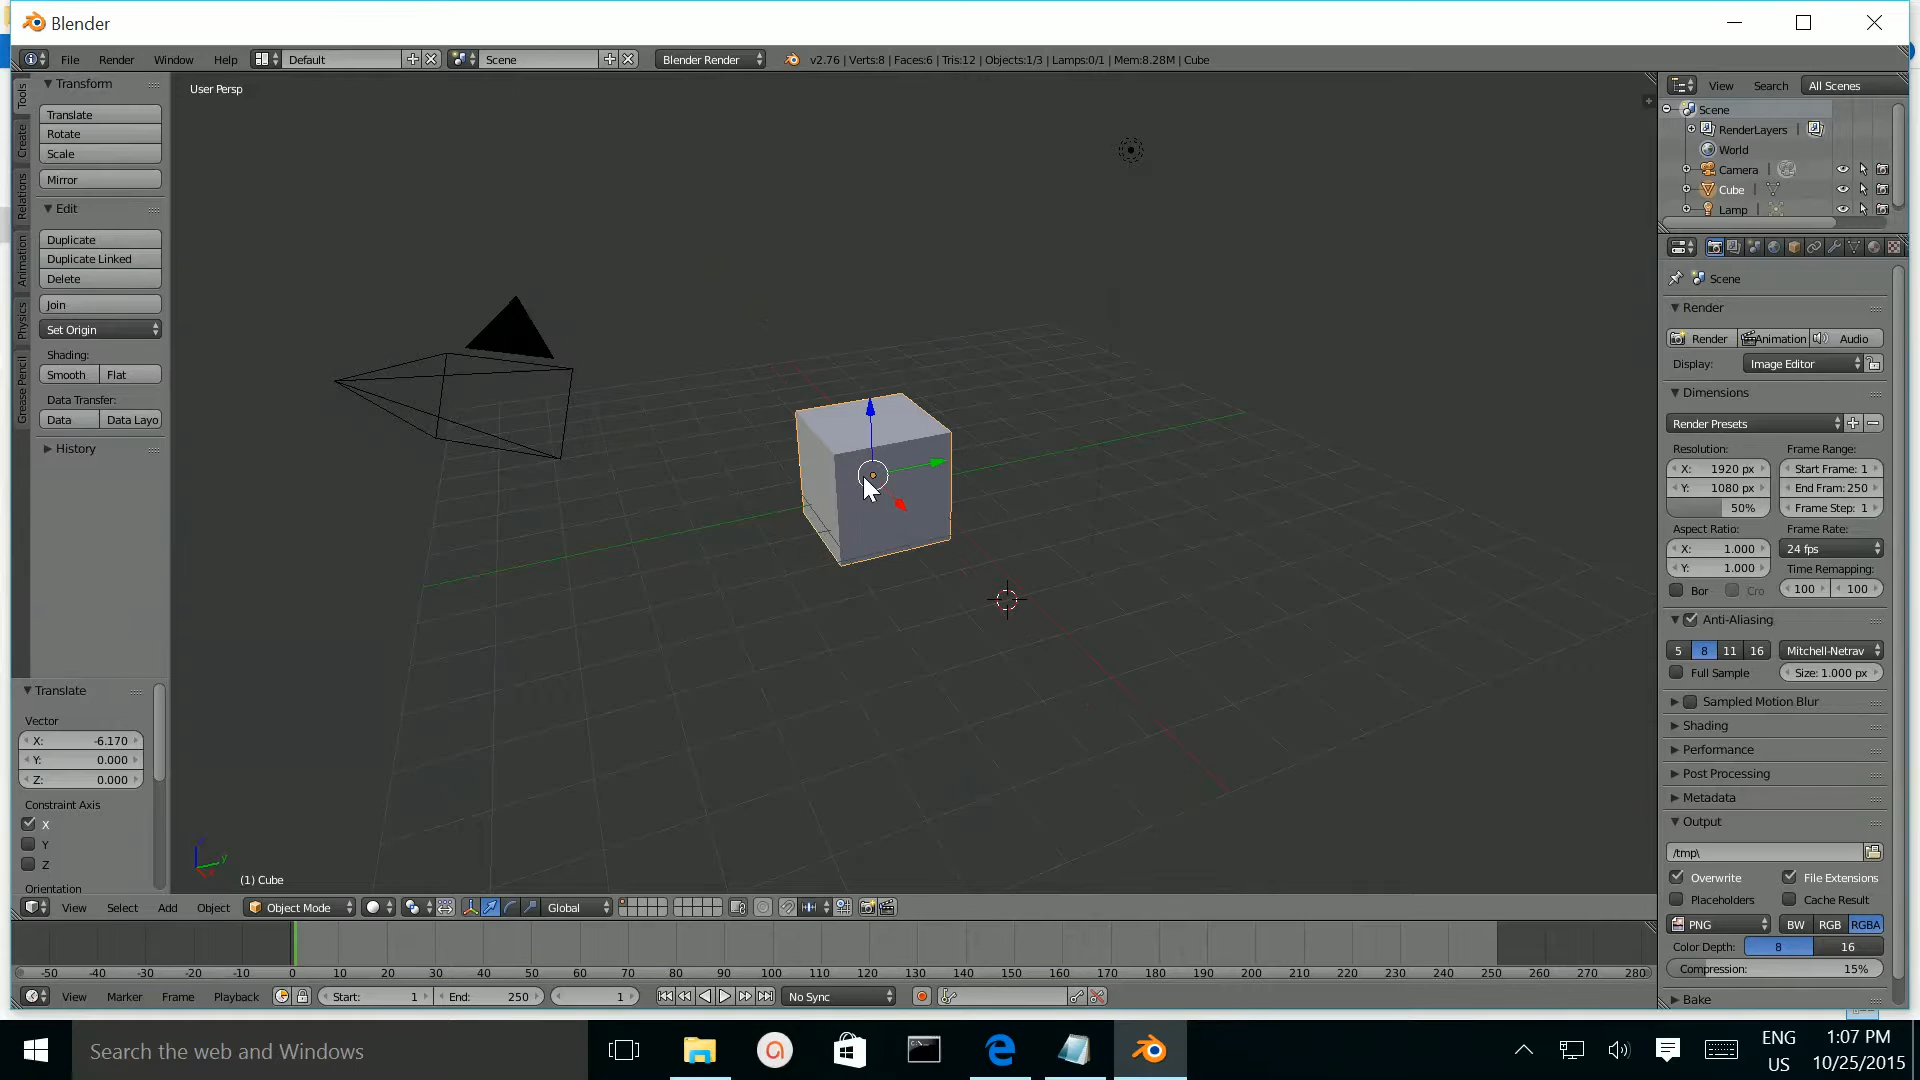 Blender
File Render Window Help Default Scene Blender Render v2.76 | Verts:8 | Faces:6 | Tris:12 | Objects:1/3 | Lamps:0/1 | Mem:8.28M | Cube
Tools
Create
Relations
Animation
Physics
Grease Pencil
Transform
Translate
Rotate
Scale
Mirror
Edit
Duplicate
Duplicate Linked
Delete
Join
Set Origin
Shading:
Smooth Flat
Data Transfer:
Data Data Layo
History
Translate
Vector
X: -6.170
Y: 0.000
Z: 0.000
Constraint Axis
X
Y
Z
Orientation
User Persp
y
(1) Cube
View Select Add Object Object Mode Global
-50 -40 -30 -20 -10 0 10 20 30 40 50 60 70 80 90 100 110 120 130 140 150 160 170 180 190 200 210 220 230 240 250 260 270 280
View Marker Frame Playback Start: 1 End: 250 1 No Sync
View Search All Scenes
Scene
RenderLayers |
World
Camera |
Cube |
Lamp |
Scene
Render
Render Animation Audio
Display: Image Editor
Dimensions
Render Presets
Resolution: Frame Range:
X: 1920 px Start Frame: 1
Y: 1080 px End Fram: 250
50% Frame Step: 1
Aspect Ratio: Frame Rate:
X: 1.000 24 fps
Y: 1.000 Time Remapping:
Bor Cro 100 100
Anti-Aliasing
5 8 11 16 Mitchell-Netrav
Full Sample Size: 1.000 px
Sampled Motion Blur
Shading
Performance
Post Processing
Metadata
Output
/tmp\
Overwrite File Extensions
Placeholders Cache Result
PNG BW RGB RGBA
Color Depth: 8 16
Compression: 15%
Bake
Search the web and Windows
ENG
US
1:07 PM
10/25/2015